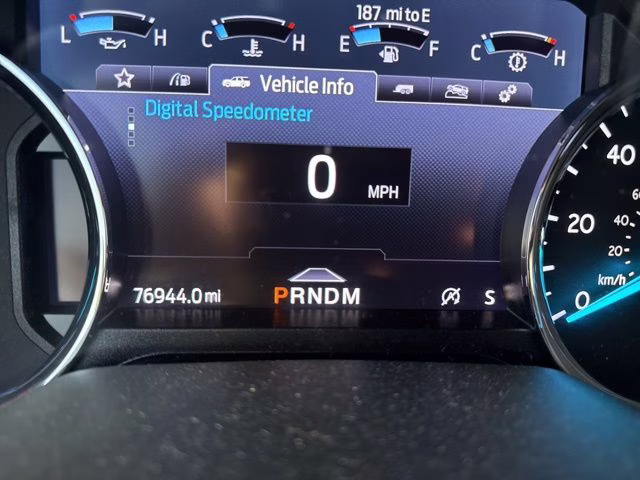 187 mi to E
L H C H E F C H
Vehicle Info
Digital Speedometer
0 MPH
76944.0 mi PRNDM S
40
20
0
60
40
20
km/h